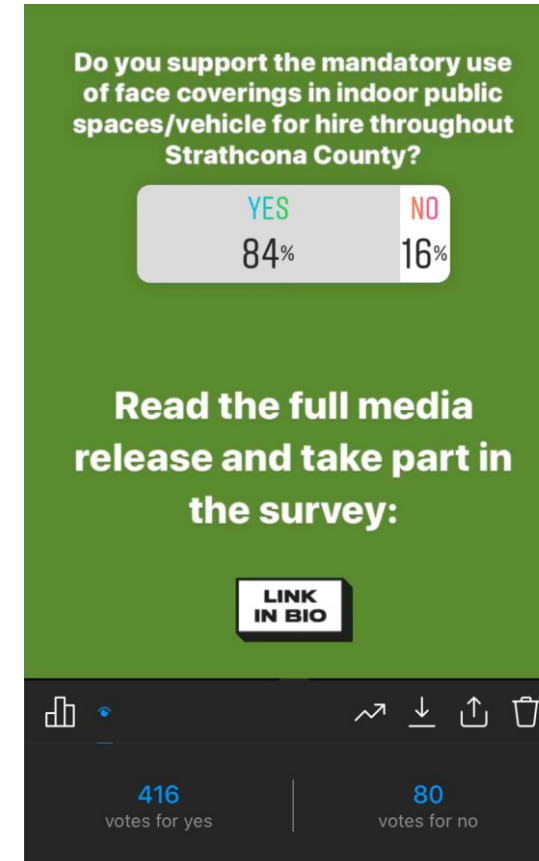 Do you support the mandatory use
of face coverings in indoor public
spaces/vehicle for hire throughout
Strathcona County?
YES NO
84% 16%
Read the full media
release and take part in
the survey:
LINK
IN BIO
416 80
votes for yes votes for no